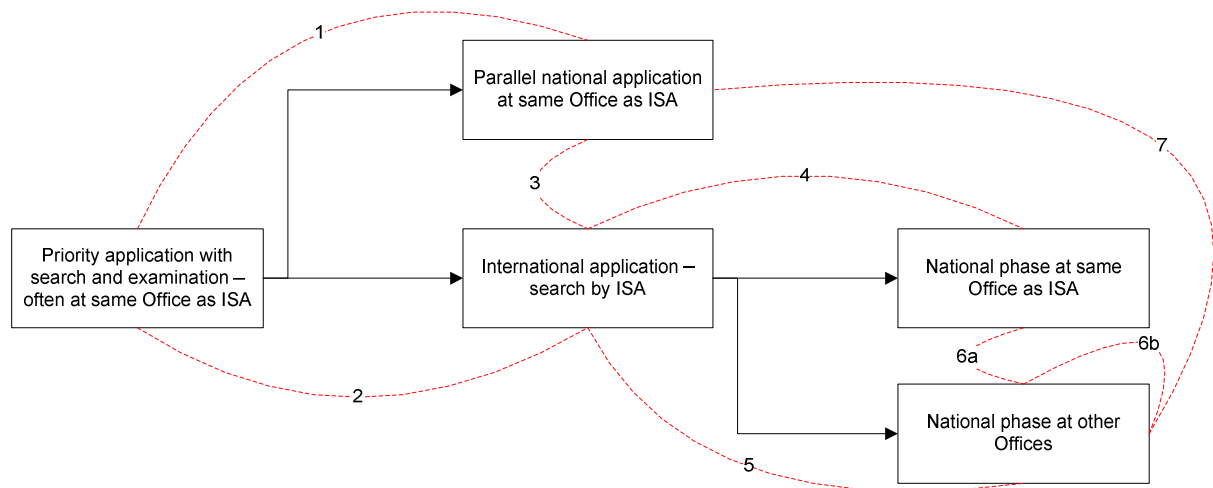 1
Parallel national application
at same Office as ISA
7
3
4
Priority application with
search and examination –
often at same Office as ISA
International application –
search by ISA
National phase at same
Office as ISA
6a
6b
2
National phase at other
Offices
5